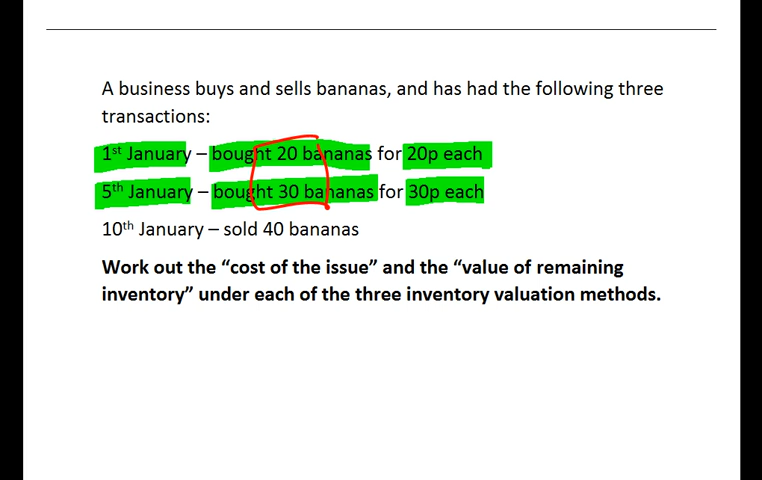 A business buys and sells bananas, and has had the following three
transactions:
1st January – bought 20 bananas for 20p each
5th January – bought 30 bananas for 30p each
10th January – sold 40 bananas
Work out the “cost of the issue” and the “value of remaining
inventory” under each of the three inventory valuation methods.